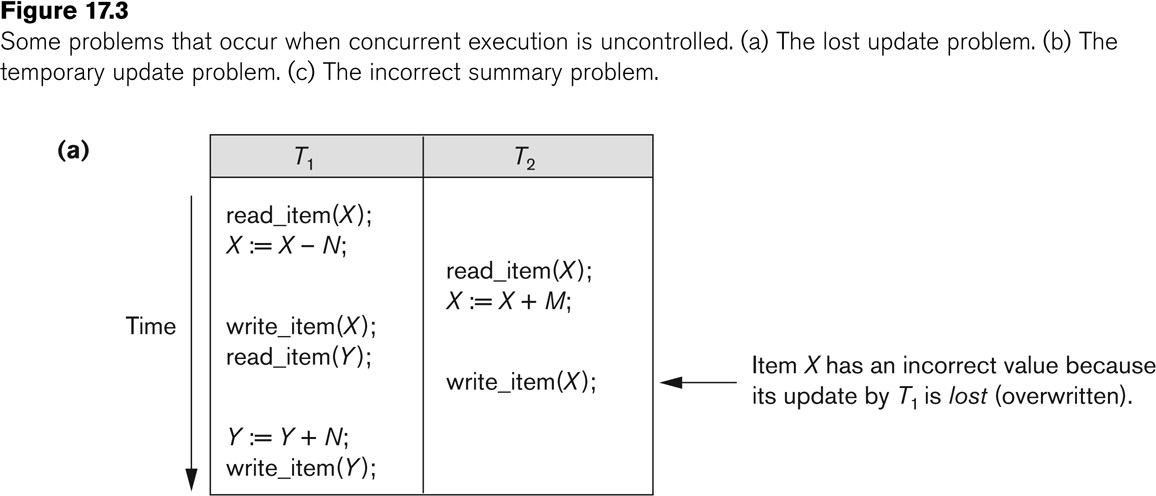 Figure 17.3
Some problems that occur when concurrent execution is uncontrolled. (a) The lost update problem. (b) The
temporary update problem. (c) The incorrect summary problem.
(a)
T1
T2
read_item(X);
X := X – N;
read_item(X);
X := X + M;
Time
write_item(X);
read_item(Y);
write_item(X);
Item X has an incorrect value because
its update by T1 is lost (overwritten).
Y := Y + N;
write_item(Y);